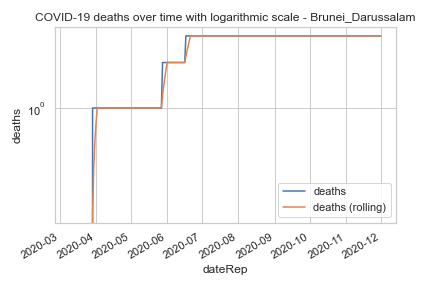 COVID-19 deaths over time with logarithmic scale - Brunei_Darussalam
deaths
10⁰
deaths
deaths (rolling)
2020-03
2020-04
2020-05
2020-06
2020-07
2020-08
2020-09
2020-10
2020-11
2020-12
dateRep